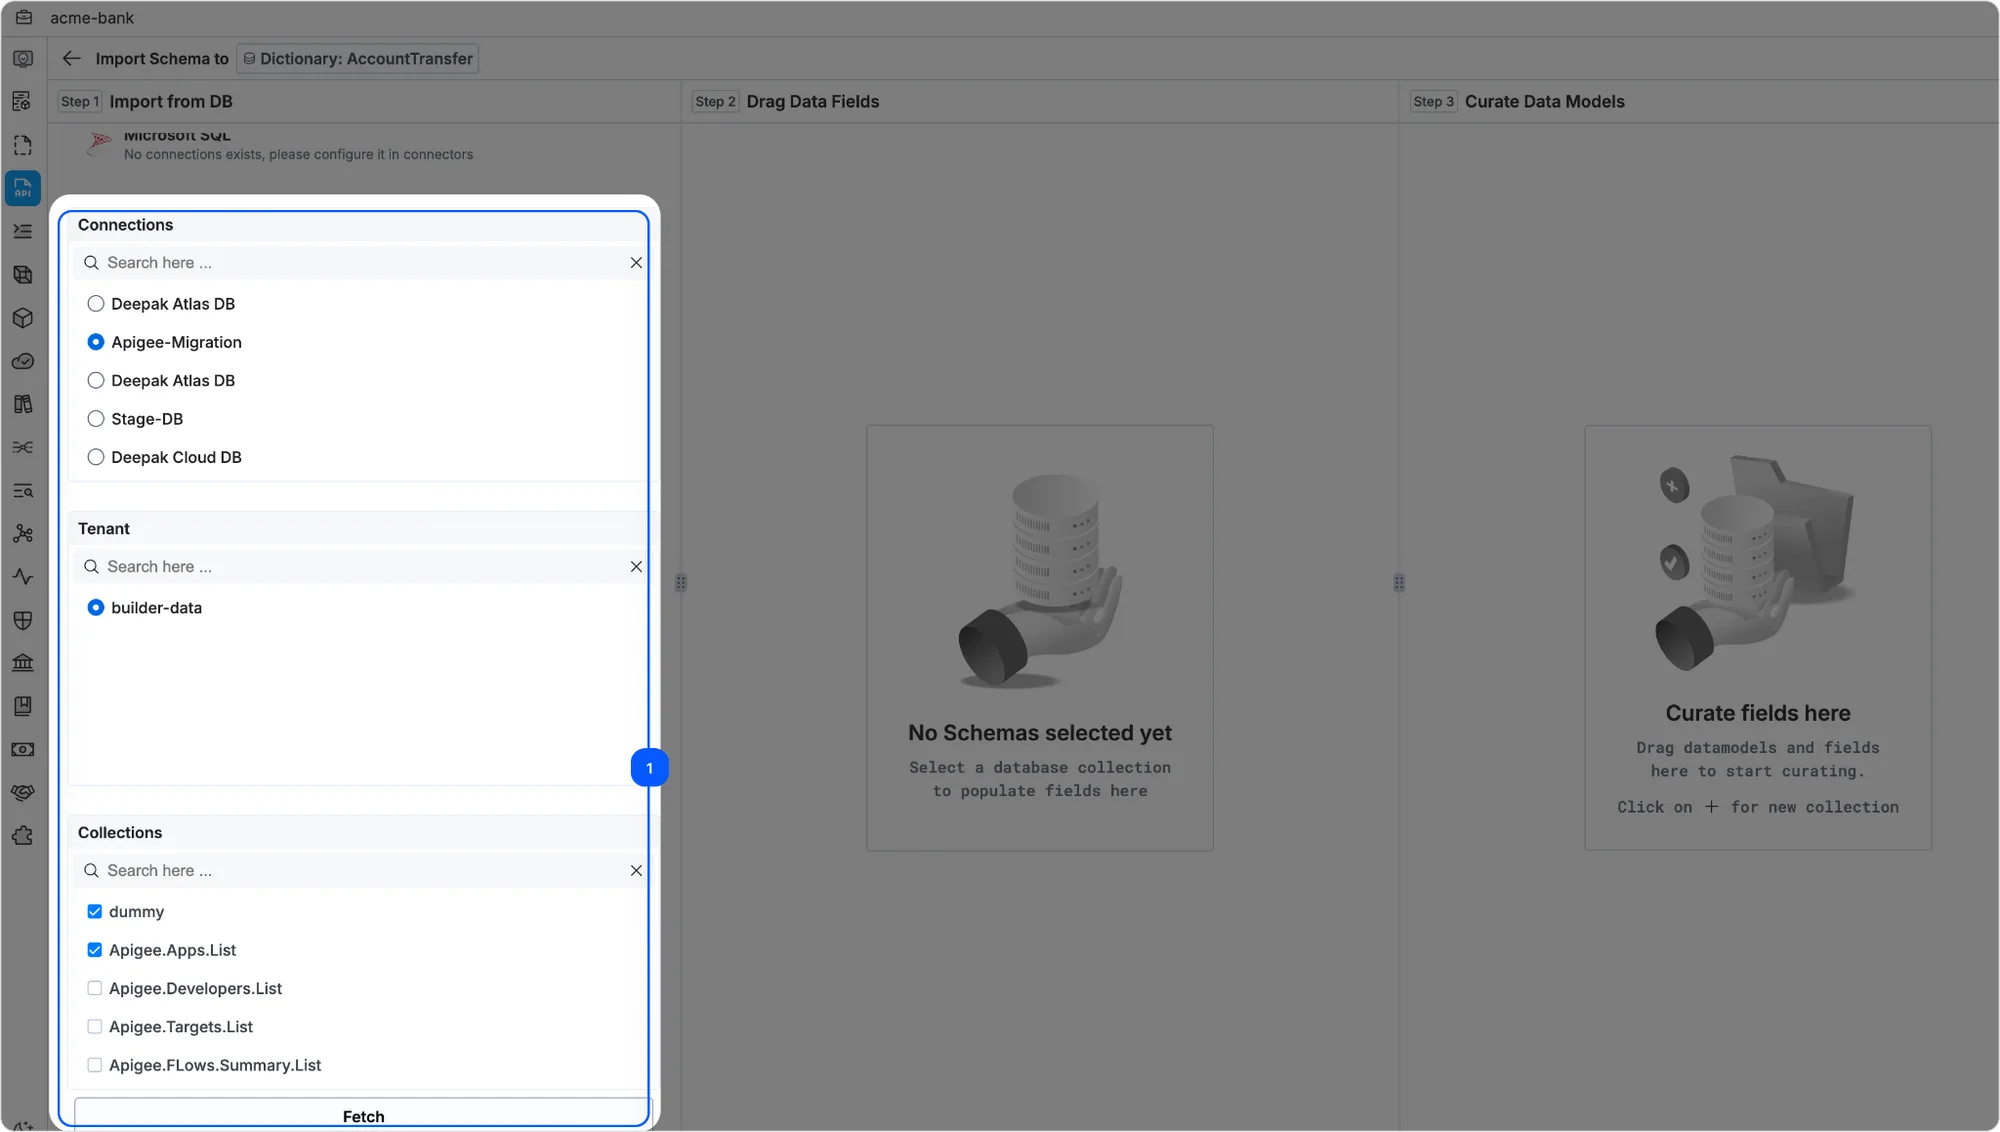 acme-bank
Import Schema to Dictionary: AccountTransfer
Step 1 Import from DB
Step 2 Drag Data Fields
Step 3 Curate Data Models
Microsoft SQL
No connections exists, please configure it in connectors
API
Connections
Search here ...
Deepak Atlas DB
Apigee-Migration
Deepak Atlas DB
Stage-DB
Deepak Cloud DB
Tenant
Search here ...
builder-data
1
Collections
Search here ...
dummy
Apigee.Apps.List
Apigee.Developers.List
Apigee.Targets.List
Apigee.FLows.Summary.List
Fetch
No Schemas selected yet
Select a database collection
to populate fields here
Curate fields here
Drag datamodels and fields
here to start curating.
Click on + for new collection